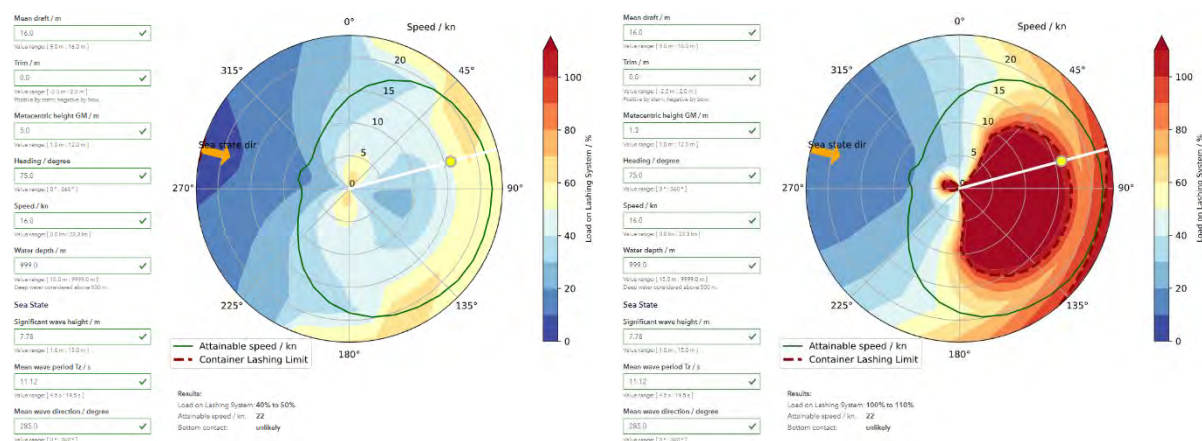 Mean draft / m
16.0
Value range: [ 9.0 m : 16.0 m ]
Trim / m
0.0
Value range: [ -2.0 m : 2.0 m ]
Positive by stern; negative by bow.
Metacentric height GM / m
5.0
Value range: [ 1.0 m : 12.0 m ]
Heading / degree
75.0
Value range: [ 0° : 360° ]
Speed / kn
16.0
Water depth / m
999.0
Value range: [ 15.0 m : 9999.0 m ]
Deep water considered above 500 m.
Sea State
Significant wave height / m
7.78
Value range: [ 1.0 m : 15.0 m ]
Mean wave period Tz / s
11.12
Value range: [ 4.5 s : 19.5 s ]
Mean wave direction / degree
285.0
Value range: [ 0° : 360° ]
0°
Speed / kn
45°
90°
135°
180°
225°
270°
315°
20
15
10
5
0
Sea state dir
Attainable speed / kn
Container Lashing Limit
Results:
Load on Lashing System: 40% to 50%
Attainable speed / kn: 22
Bottom contact: unlikely
100
80
60
40
20
0
Load on Lashing System / %
Mean draft / m
16.0
Value range: [ 9.0 m : 16.0 m ]
Trim / m
0.0
Value range: [ -2.0 m : 2.0 m ]
Positive by stern; negative by bow.
Metacentric height GM / m
1.3
Value range: [ 1.0 m : 12.0 m ]
Heading / degree
75.0
Value range: [ 0° : 360° ]
Speed / kn
16.0
Water depth / m
999.0
Value range: [ 15.0 m : 9999.0 m ]
Deep water considered above 500 m.
Sea State
Significant wave height / m
7.78
Value range: [ 1.0 m : 15.0 m ]
Mean wave period Tz / s
11.12
Value range: [ 4.5 s : 19.5 s ]
Mean wave direction / degree
285.0
Value range: [ 0° : 360° ]
0°
Speed / kn
45°
90°
135°
180°
225°
270°
315°
20
15
10
5
0
Sea state dir
Attainable speed / kn
Container Lashing Limit
Results:
Load on Lashing System: 100% to 110%
Attainable speed / kn: 22
Bottom contact: unlikely
100
80
60
40
20
0
Load on Lashing System / %